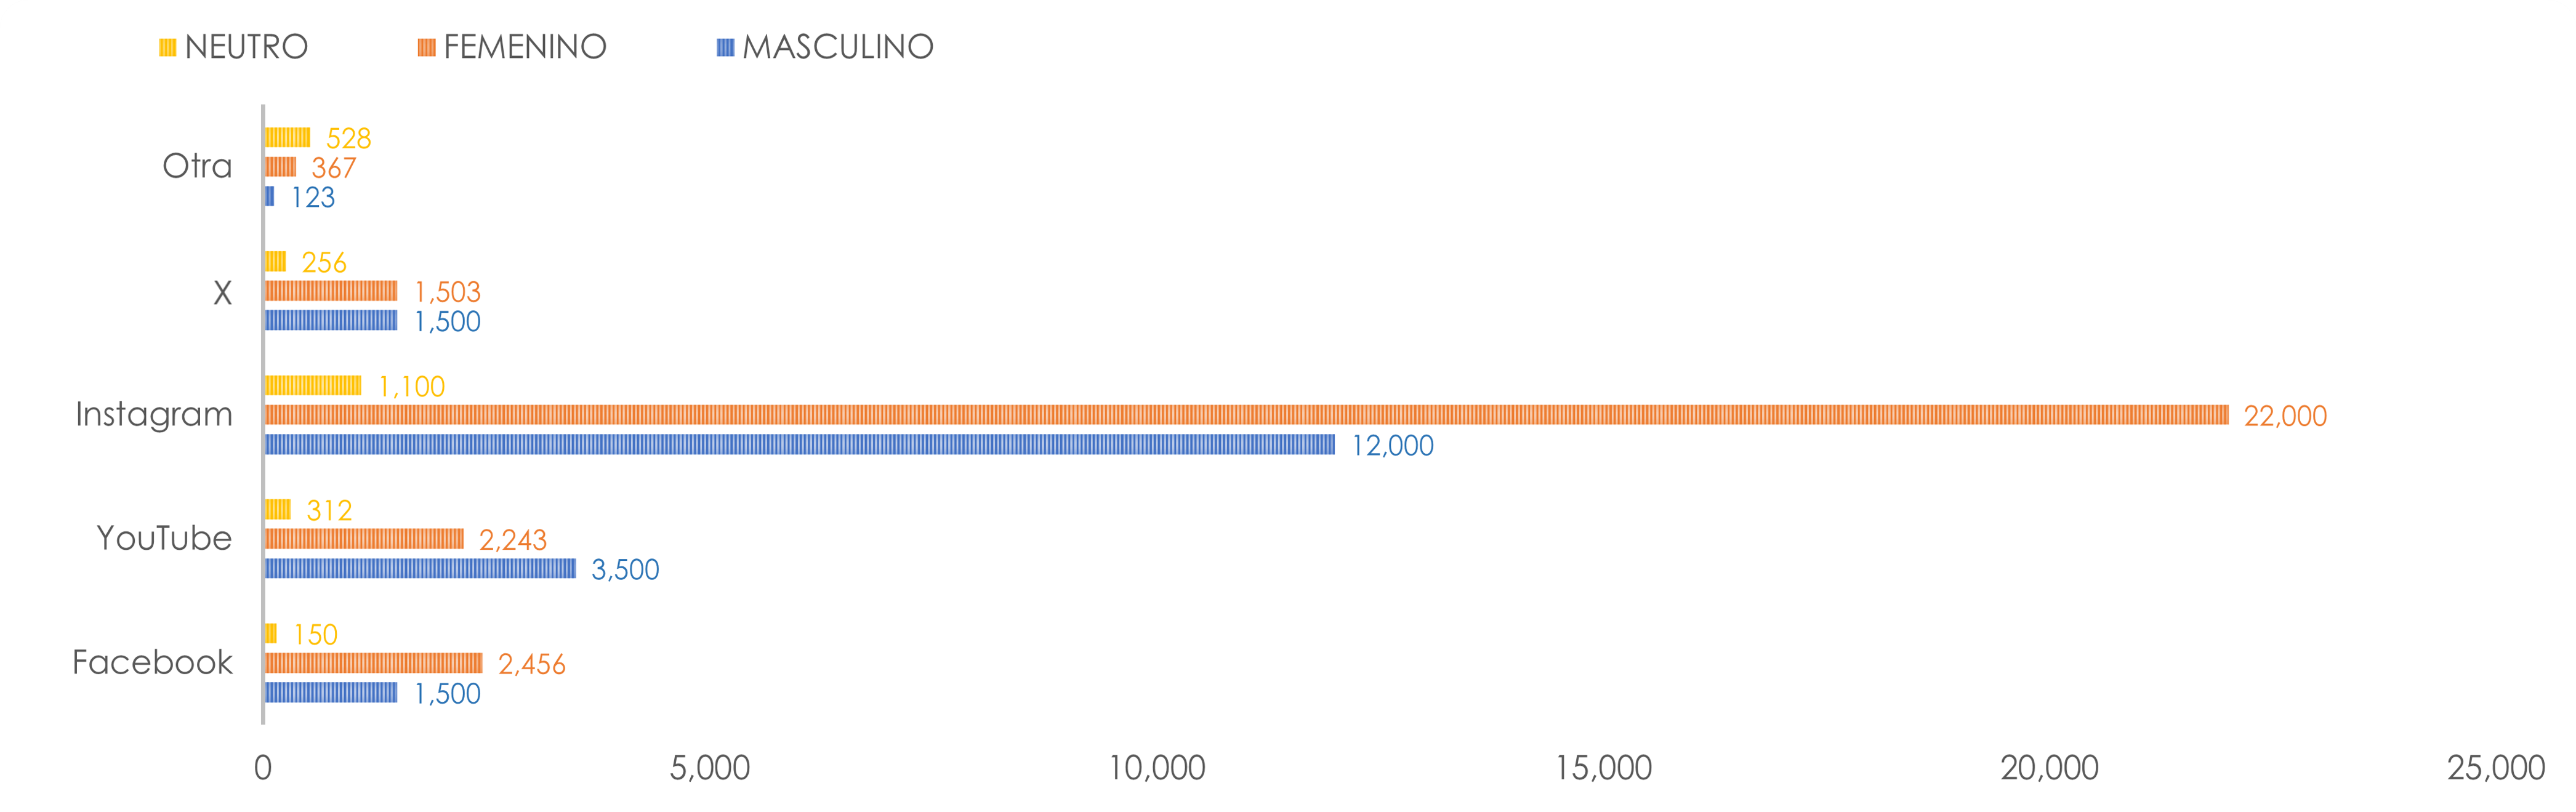 NEUTRO FEMENINO MASCULINO
528
Otra 367
123
256
X 1,503
1,500
1,100
Instagram 22,000
12,000
312
YouTube 2,243
3,500
150
Facebook 2,456
1,500
0 5,000 10,000 15,000 20,000 25,000